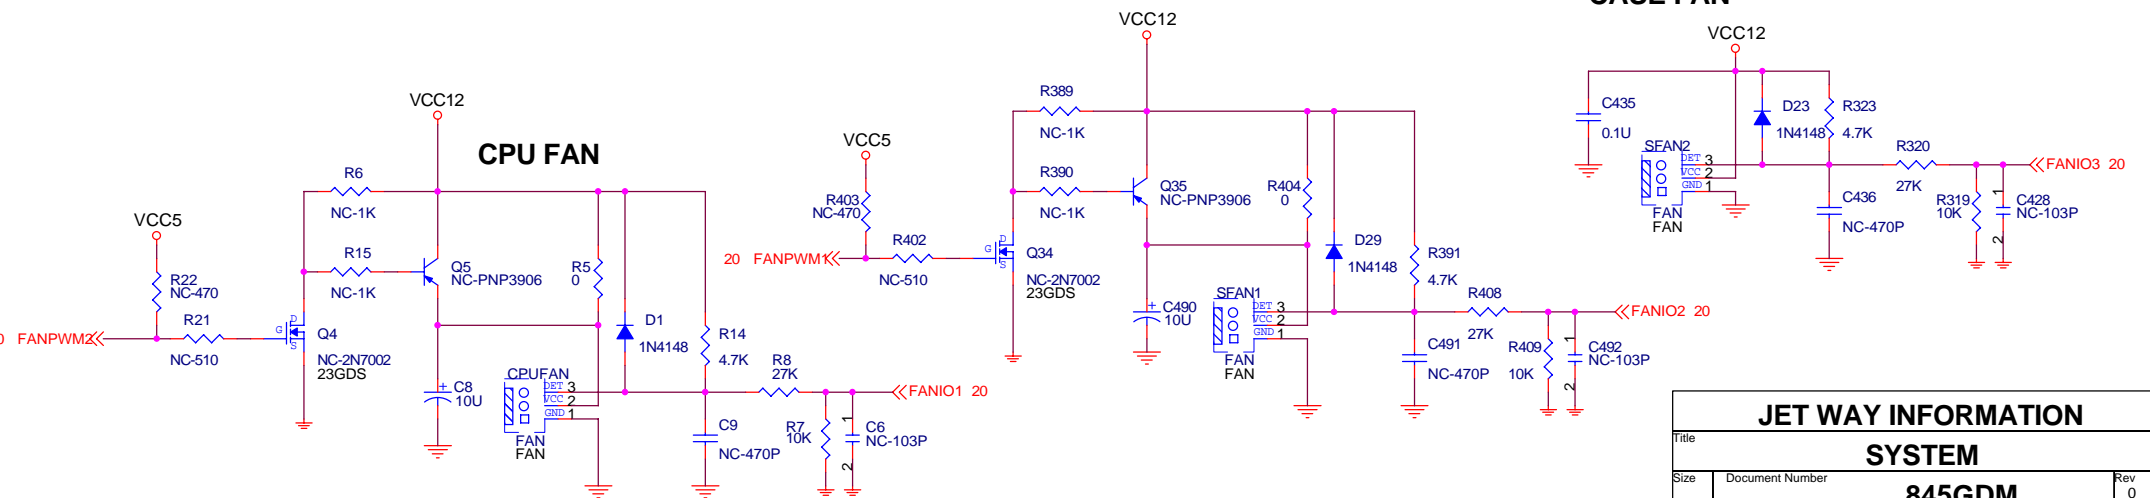 VCC12
CPU FAN
R6
NC-1K
VCC5
R15
NC-1K
Q5
NC-PNP3906
R5
0
R22
NC-470
R21
NC-510
FANPWM2
D
G
S
Q4
NC-2N7002
23GDS
D1
1N4148
R14
4.7K
C8
10U
+
CPUFAN
DET 3
VCC 2
GND 1
FAN
FAN
R8
27K
FANIO1 20
C9
NC-470P
R7
10K
1
C6
NC-103P
2
VCC12
R389
NC-1K
VCC5
R390
NC-1K
Q35
NC-PNP3906
R404
0
R403
NC-470
R402
NC-510
20 FANPWM1
D
G
S
Q34
NC-2N7002
23GDS
D29
1N4148
R391
4.7K
+
C490
10U
SFAN1
DET 3
VCC 2
GND 1
FAN
FAN
R408
27K
FANIO2 20
C491
NC-470P
R409
10K
1
C492
NC-103P
2
VCC12
C435
0.1U
D23
1N4148
R323
4.7K
SFAN2
DET 3
VCC 2
GND 1
FAN
FAN
R320
27K
FANIO3 20
C436
NC-470P
R319
10K
1
C428
NC-103P
2
JET WAY INFORMATION
Title
SYSTEM
Size
Document Number
Rev
845GDM
0